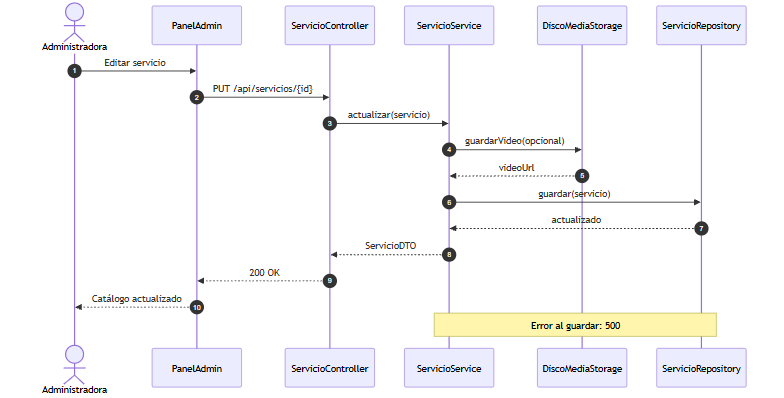 Administradora
PanelAdmin
ServicioController
ServicioService
DiscoMediaStorage
ServicioRepository
Editar servicio
1
PUT /api/servicios/{id}
2
actualizar(servicio)
3
guardarVideo(opcional)
4
videoUrl
5
guardar(servicio)
6
actualizado
7
ServicioDTO
8
200 OK
9
Catálogo actualizado
10
Error al guardar: 500
Administradora
PanelAdmin
ServicioController
ServicioService
DiscoMediaStorage
ServicioRepository